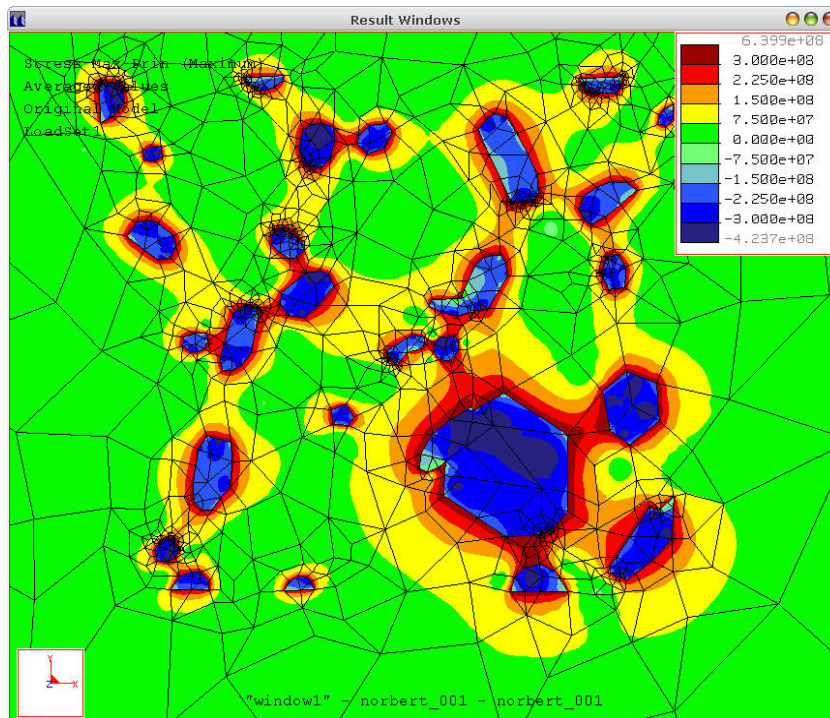 Result Windows
Stress Max Prin (Maximum)
Averaged Values
Original Model
LoadSet1
6.399e+08
3.000e+08
2.250e+08
1.500e+08
7.500e+07
0.000e+00
-7.500e+07
-1.500e+08
-2.250e+08
-3.000e+08
-4.237e+08
Y
Z X
"window1" - norbert_001 - norbert_001